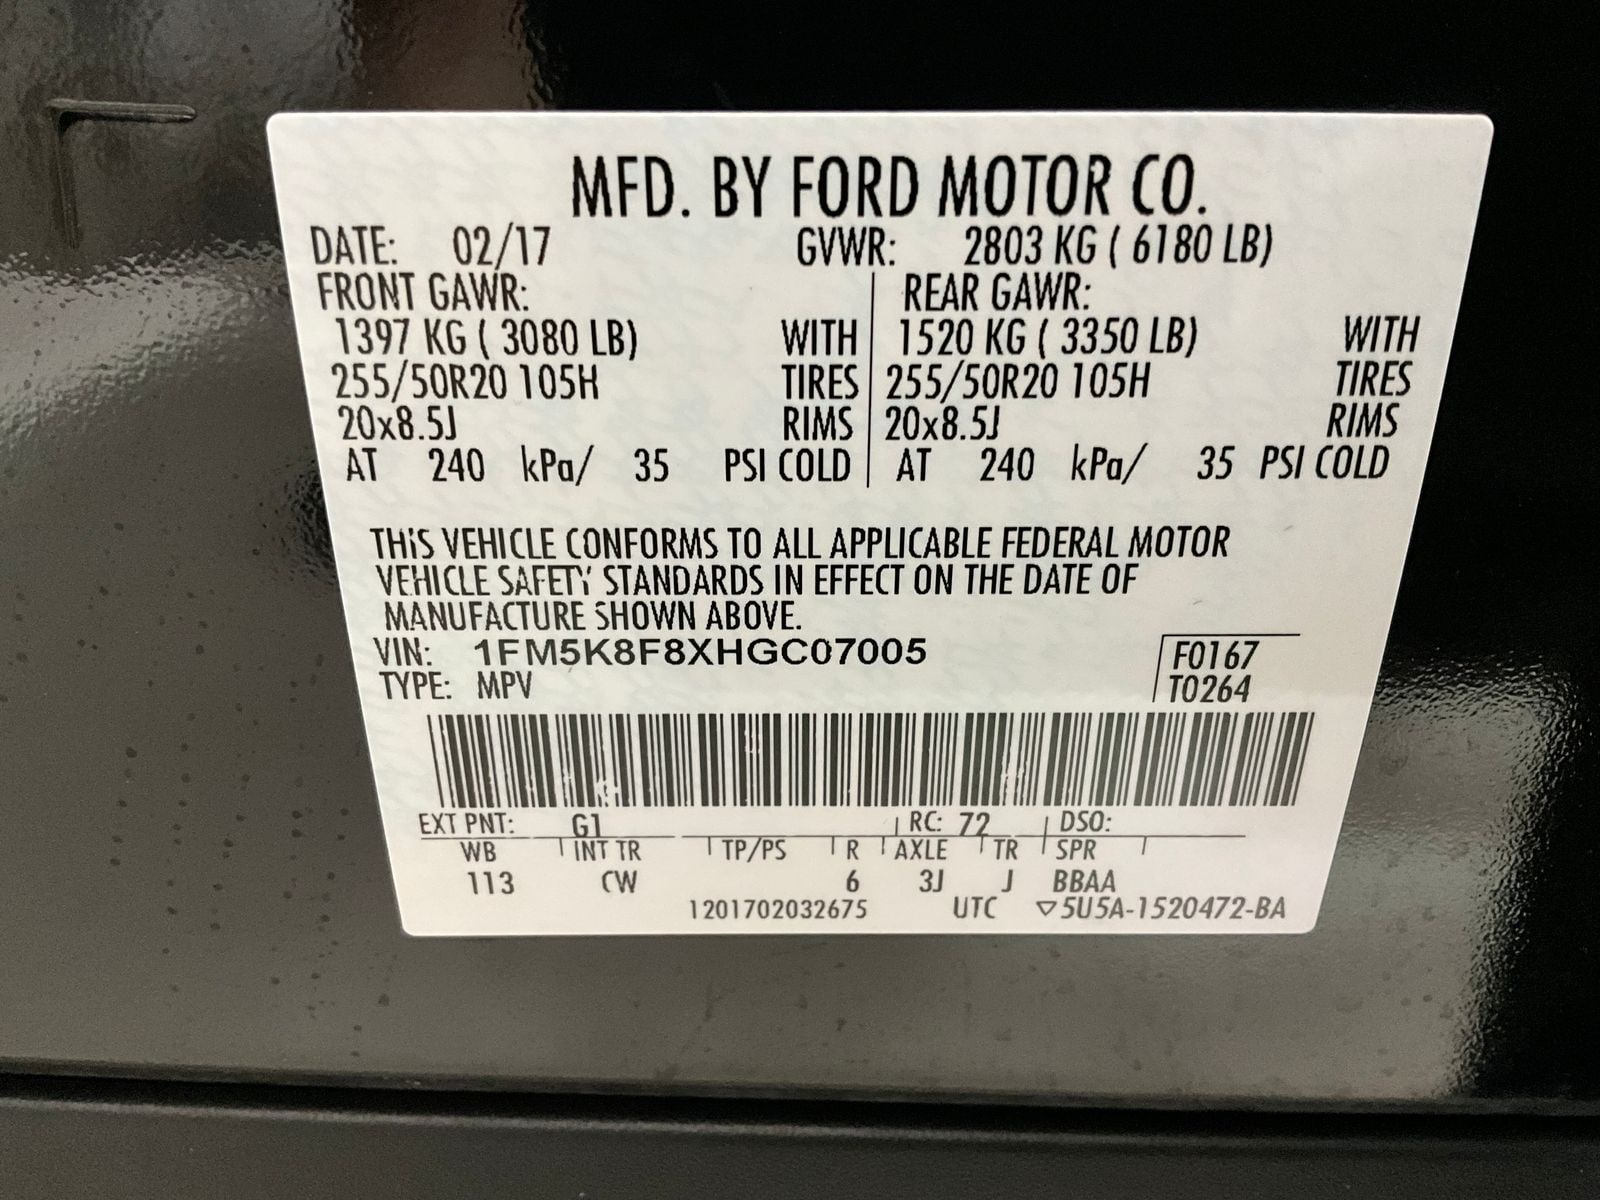 MFD. BY FORD MOTOR CO.
DATE: 02/17 GVWR: 2803 KG ( 6180 LB)
FRONT GAWR: REAR GAWR:
1397 KG ( 3080 LB) WITH 1520 KG ( 3350 LB) WITH
255/50R20 105H TIRES 255/50R20 105H TIRES
20x8.5J RIMS 20x8.5J RIMS
AT 240 kPa/ 35 PSI COLD AT 240 kPa/ 35 PSI COLD
THIS VEHICLE CONFORMS TO ALL APPLICABLE FEDERAL MOTOR
VEHICLE SAFETY STANDARDS IN EFFECT ON THE DATE OF
MANUFACTURE SHOWN ABOVE.
VIN: 1FM5K8F8XHGC07005 F0167
TYPE: MPV T0264
EXT PNT: G1 RC: 72 DSO:
WB INT TR TP/PS R AXLE TR SPR
113 CW 6 3J J BBAA
1201702032675 UTC ▽5U5A-1520472-BA